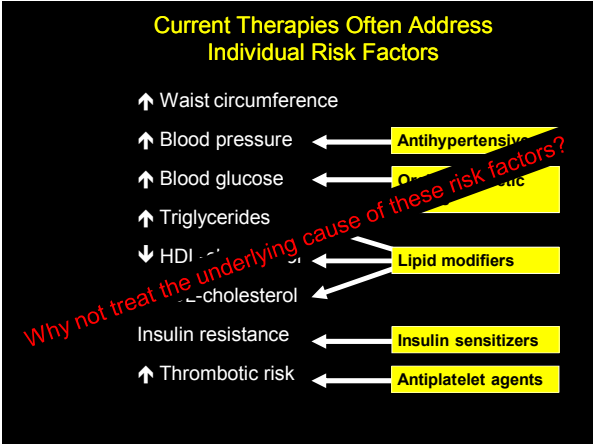 Current Therapies Often Address
Individual Risk Factors
↑ Waist circumference
↑ Blood pressure
Antihypertensive
↑ Blood glucose
↑ Triglycerides
↓
Lipid modifiers
-cholesterol
Insulin resistance
Insulin sensitizers
↑ Thrombotic risk
Antiplatelet agents
Why not treat the underlying cause of these risk factors?